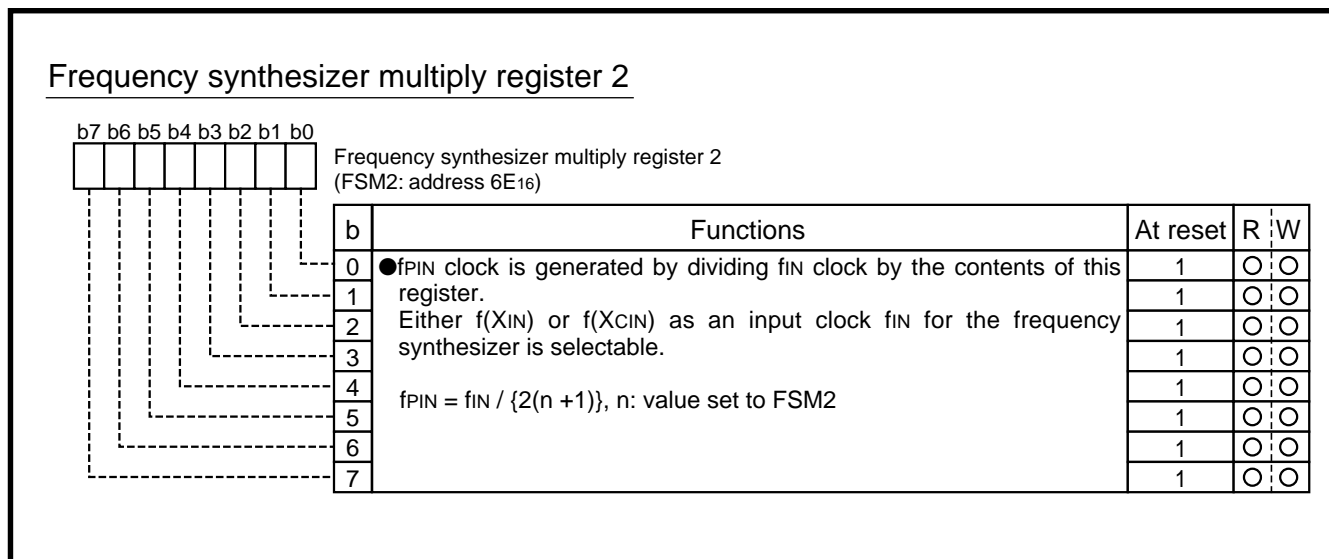 Frequency synthesizer multiply register 2
b7 b6 b5 b4 b3 b2 b1 b0
Frequency synthesizer multiply register 2
(FSM2: address 6E16)
b Functions At reset R W
0 ●fPIN clock is generated by dividing fIN clock by the contents of this 1 O O
1 register. 1 O O
2 Either f(XIN) or f(XCIN) as an input clock fIN for the frequency 1 O O
3 synthesizer is selectable. 1 O O
4 fPIN = fIN / {2(n +1)}, n: value set to FSM2 1 O O
5 1 O O
6 1 O O
7 1 O O